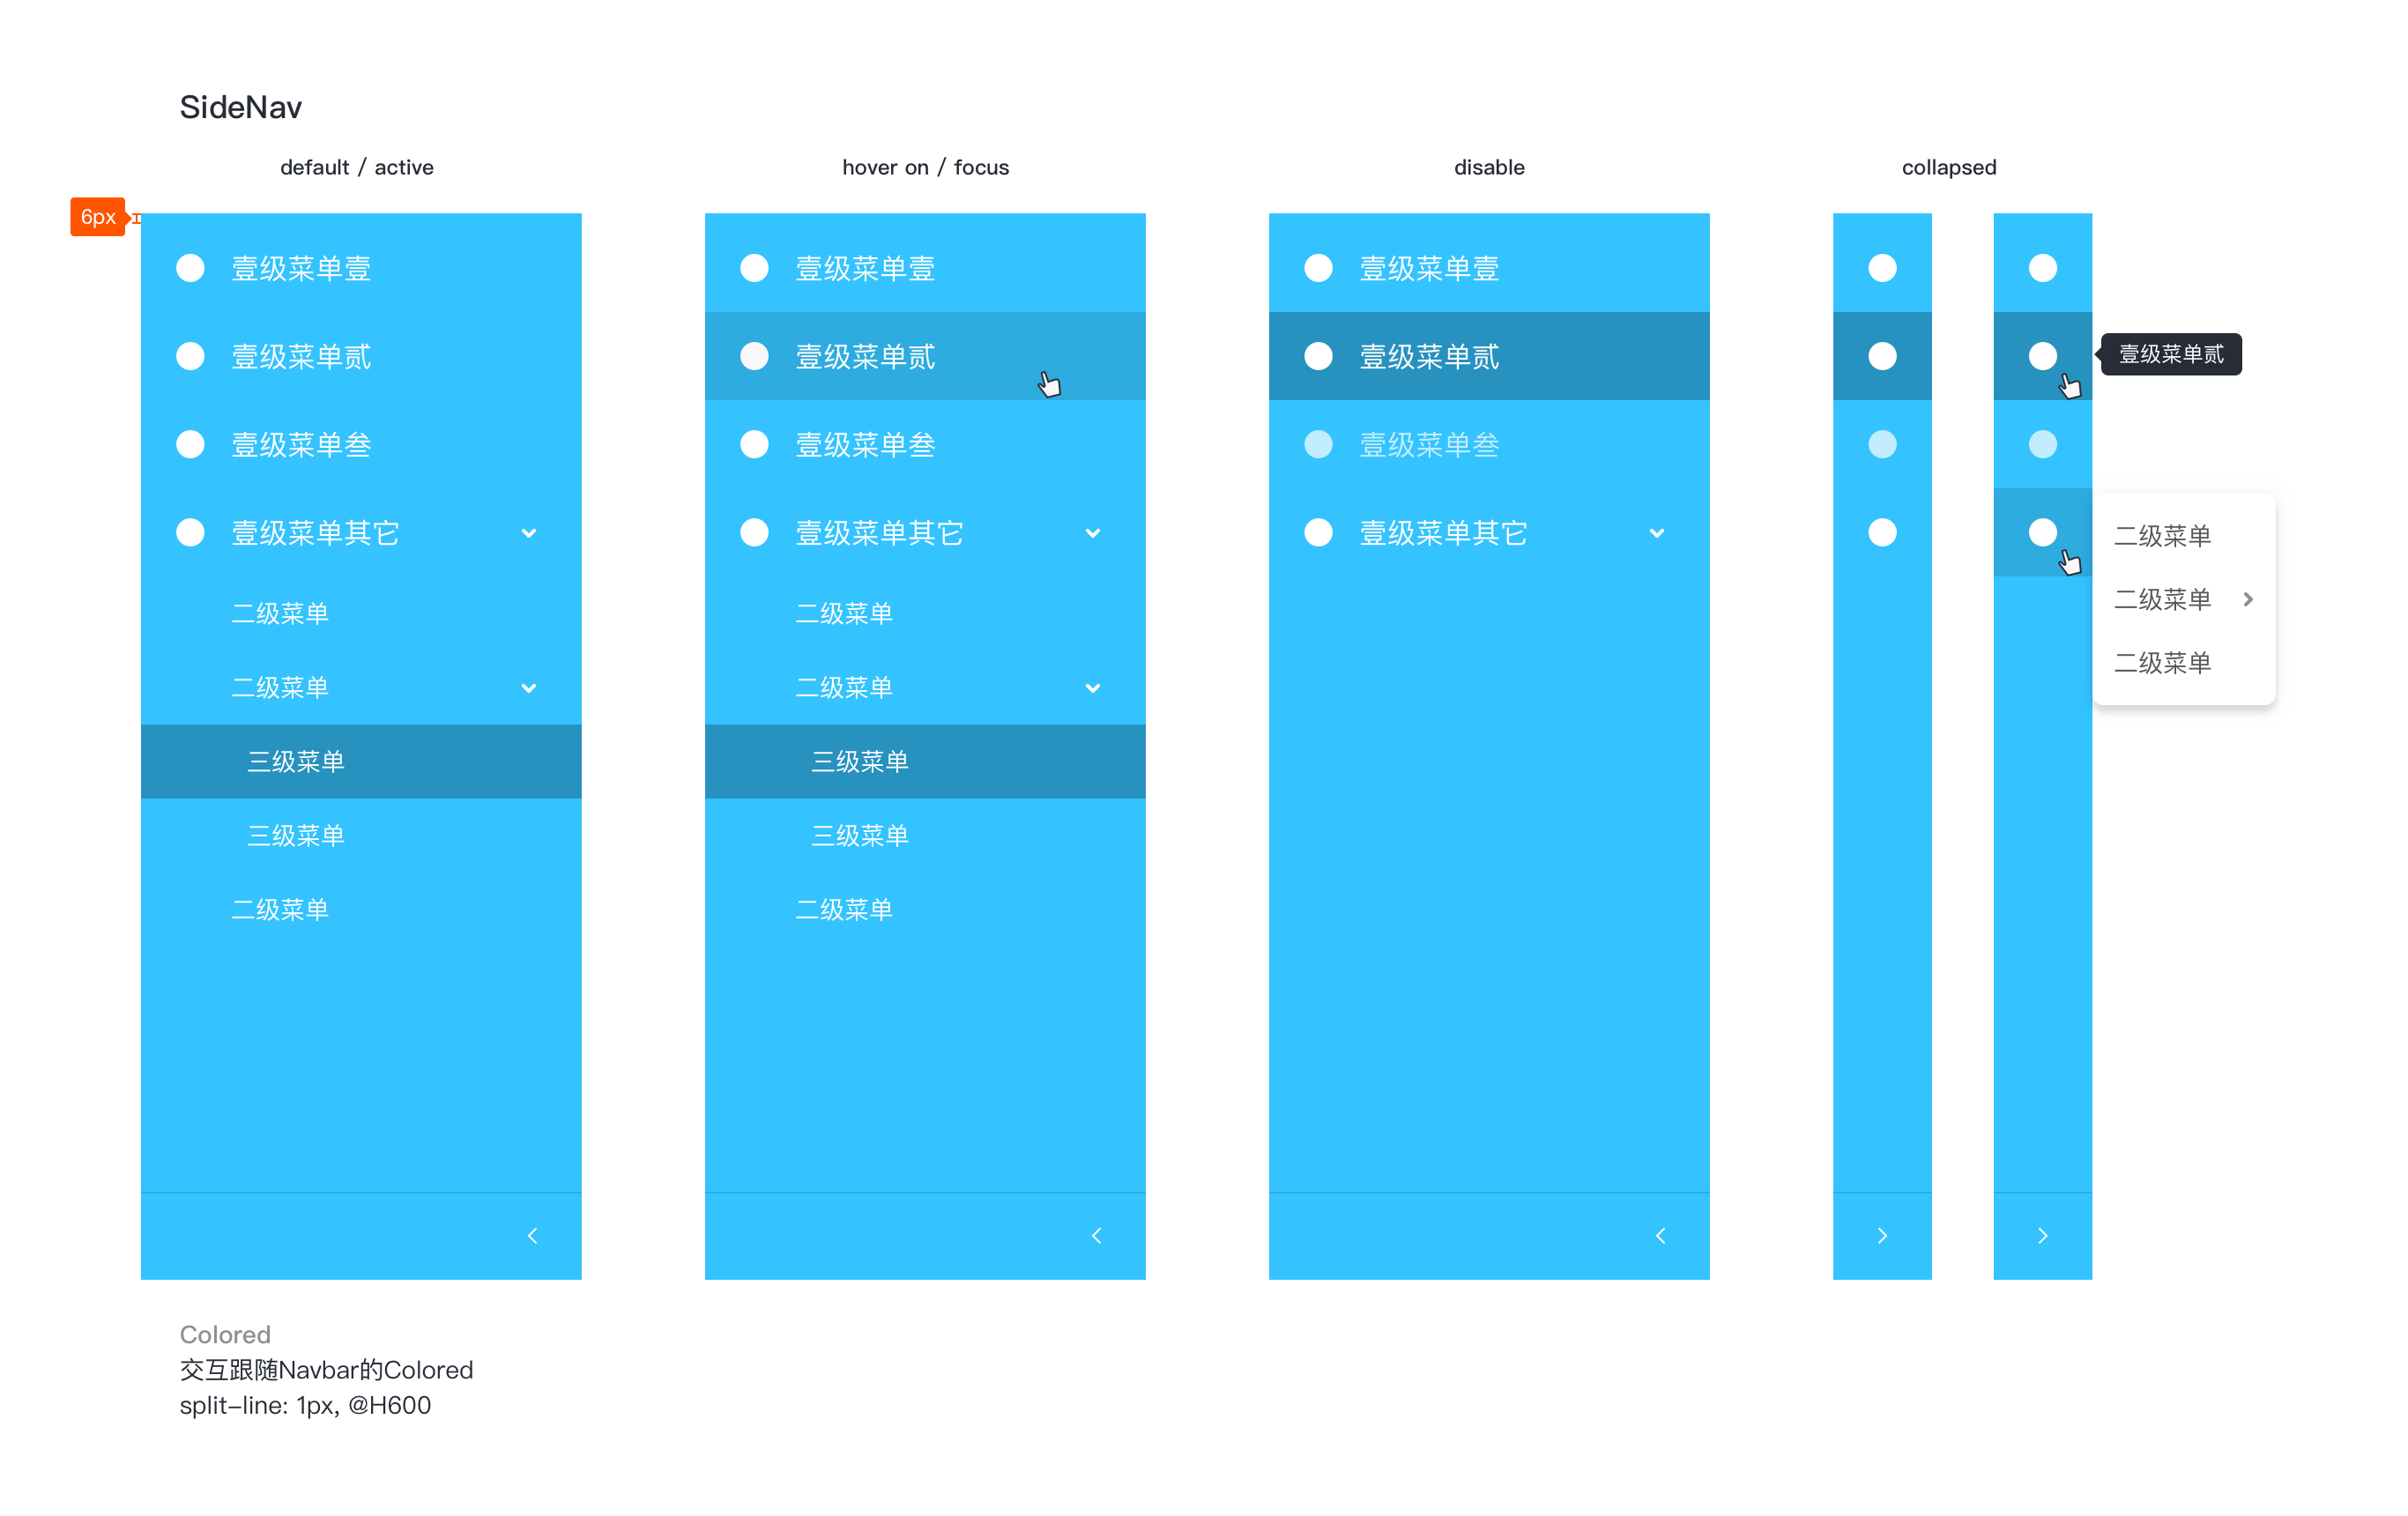 SideNav
default / active
hover on / focus
disable
collapsed
6px
壹级菜单壹
壹级菜单贰
壹级菜单叁
壹级菜单其它
二级菜单
二级菜单
三级菜单
三级菜单
二级菜单
壹级菜单壹
壹级菜单贰
壹级菜单叁
壹级菜单其它
二级菜单
二级菜单
三级菜单
三级菜单
二级菜单
壹级菜单壹
壹级菜单贰
壹级菜单叁
壹级菜单其它
壹级菜单贰
二级菜单
二级菜单
二级菜单
Colored
交互跟随Navbar的Colored
split-line: 1px, @H600